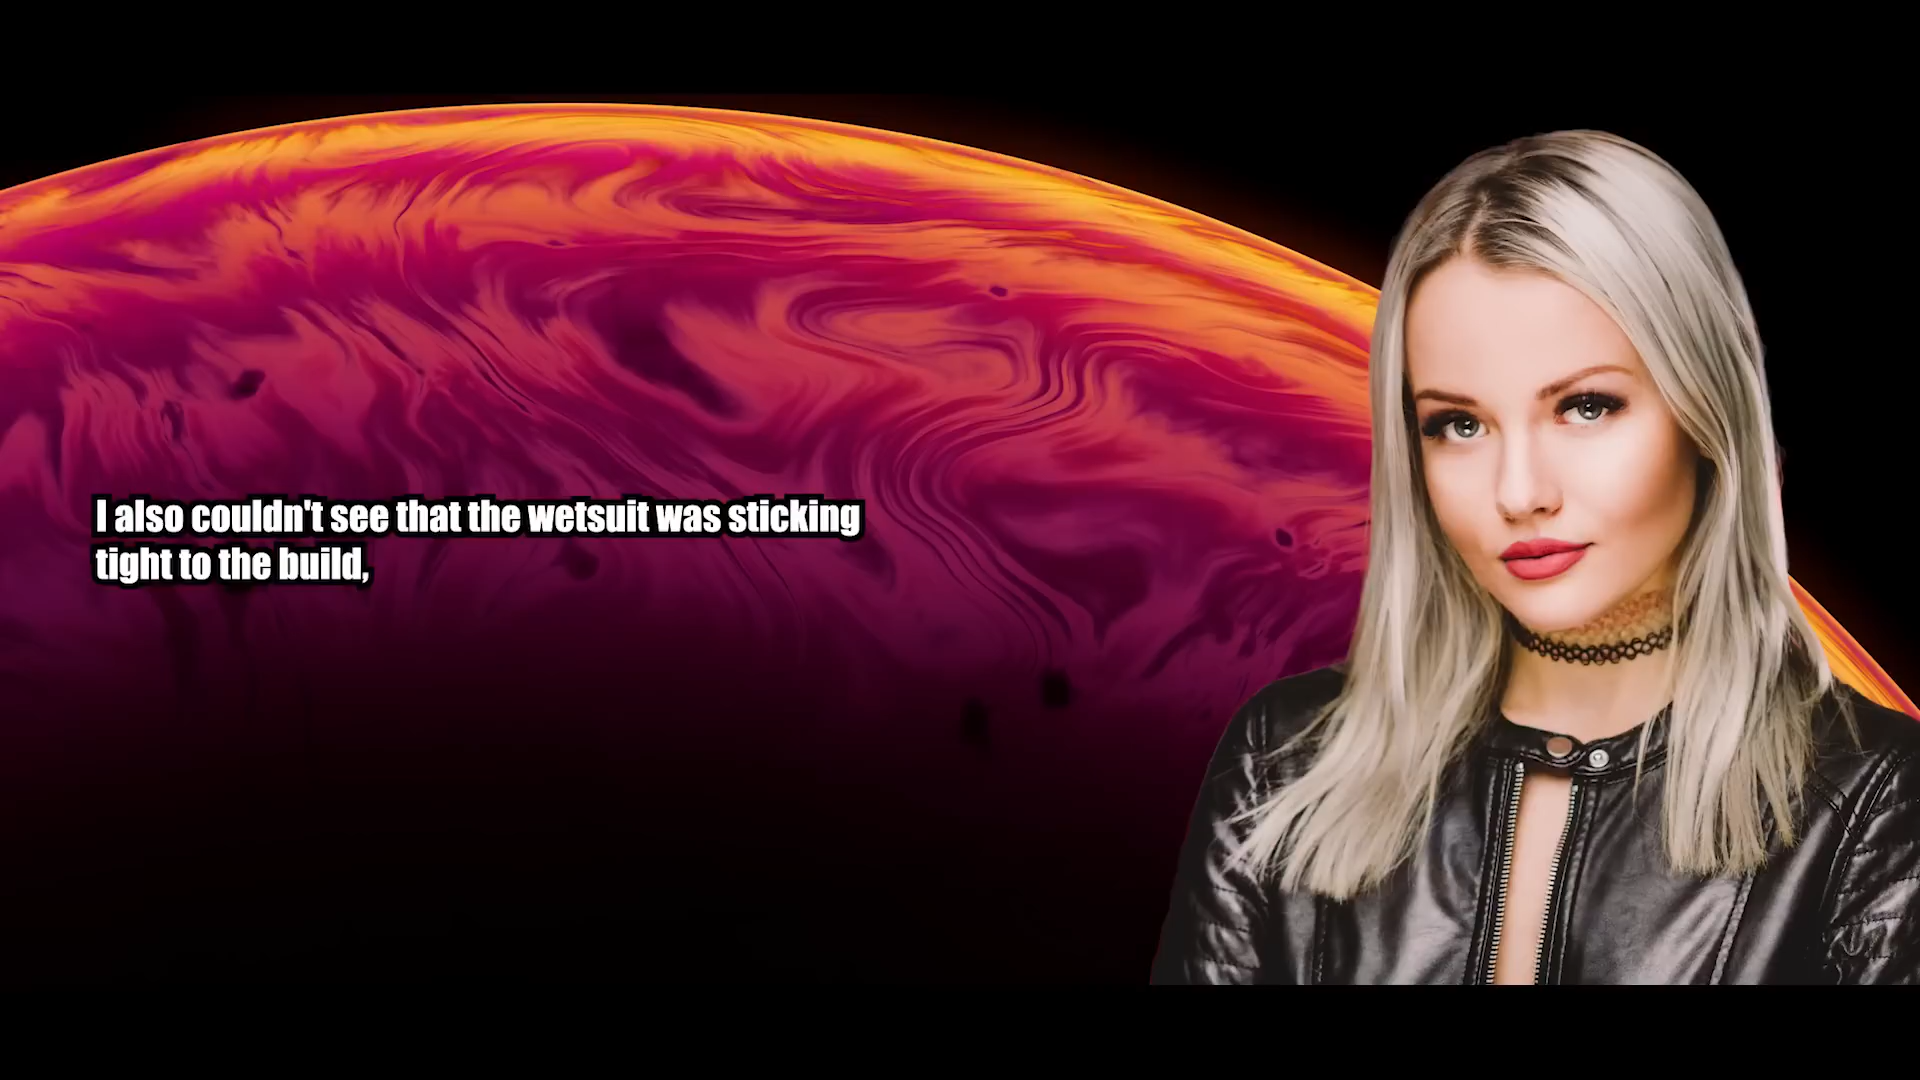 I also couldn't see that the wetsuit was sticking
tight to the build,